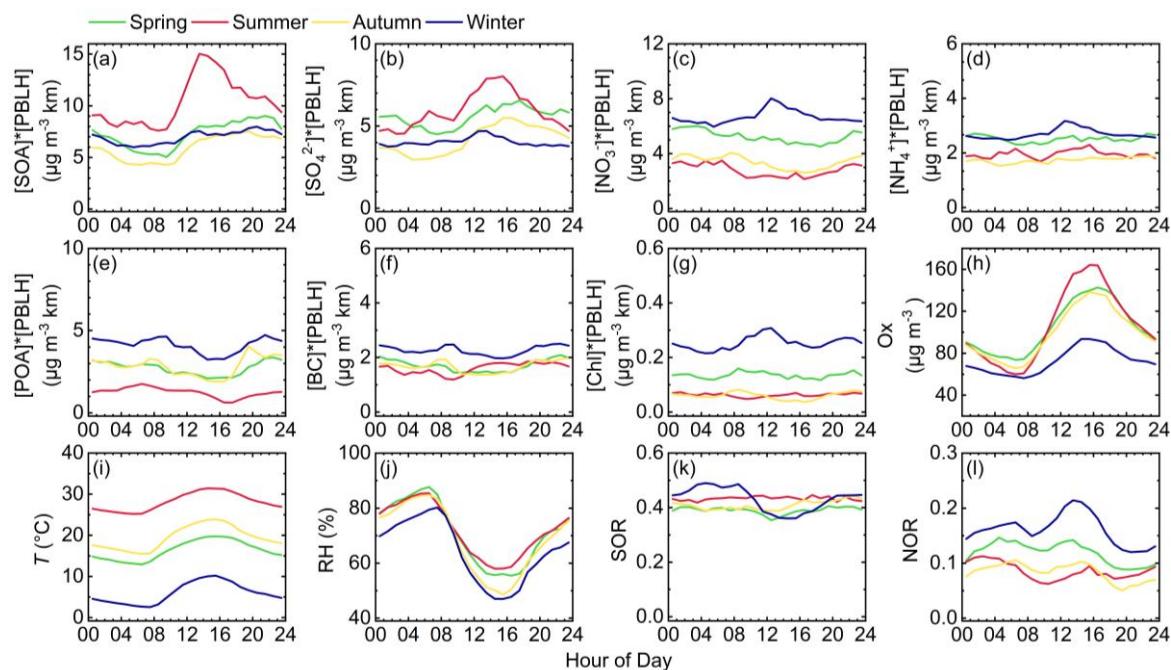 Spring Summer Autumn Winter
(a) (b) (c) (d)
[SOA]*[PBLH]
(µg m⁻³ km)
15
10
5
0
[SO₄²⁻]*[PBLH]
(µg m⁻³ km)
10
5
0
[NO₃⁻]*[PBLH]
(µg m⁻³ km)
12
9
6
3
0
[NH₄⁺]*[PBLH]
(µg m⁻³ km)
6
4
2
0
00 04 08 12 16 20 24
00 04 08 12 16 20 24
00 04 08 12 16 20 24
00 04 08 12 16 20 24
(e) (f) (g) (h)
[POA]*[PBLH]
(µg m⁻³ km)
10
5
0
[BC]*[PBLH]
(µg m⁻³ km)
6
4
2
0
[Chl]*[PBLH]
(µg m⁻³ km)
0.6
0.4
0.2
0.0
Ox
160
120
80
40
00 04 08 12 16 20 24
00 04 08 12 16 20 24
00 04 08 12 16 20 24
00 04 08 12 16 20 24
(i) (j) (k) (l)
T (°C)
40
30
20
10
0
RH (%)
100
80
60
40
SOR
0.6
0.4
0.2
0.0
NOR
0.3
0.2
0.1
0.0
00 04 08 12 16 20 24
00 04 08 12 16 20 24
00 04 08 12 16 20 24
00 04 08 12 16 20 24
Hour of Day